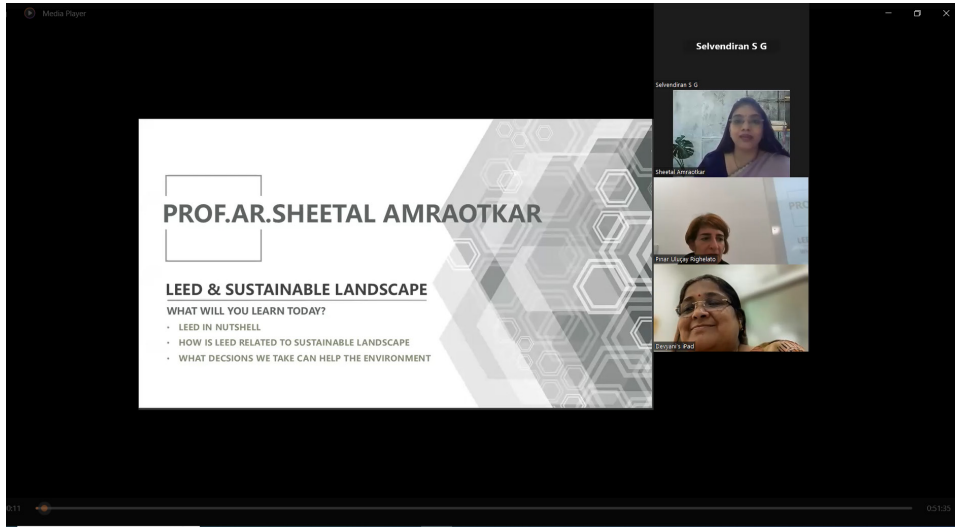 Media Player
Selvendiran S G
Selvendiran S G
Sheetal Amraotkar
Pınar Uluçay Righelato
Devjani's iPad
PROF.AR.SHEETAL AMRAOTKAR
LEED & SUSTAINABLE LANDSCAPE
WHAT WILL YOU LEARN TODAY?
• LEED IN NUTSHELL
• HOW IS LEED RELATED TO SUSTAINABLE LANDSCAPE
• WHAT DECSIONS WE TAKE CAN HELP THE ENVIRONMENT
0:11
0:51:35